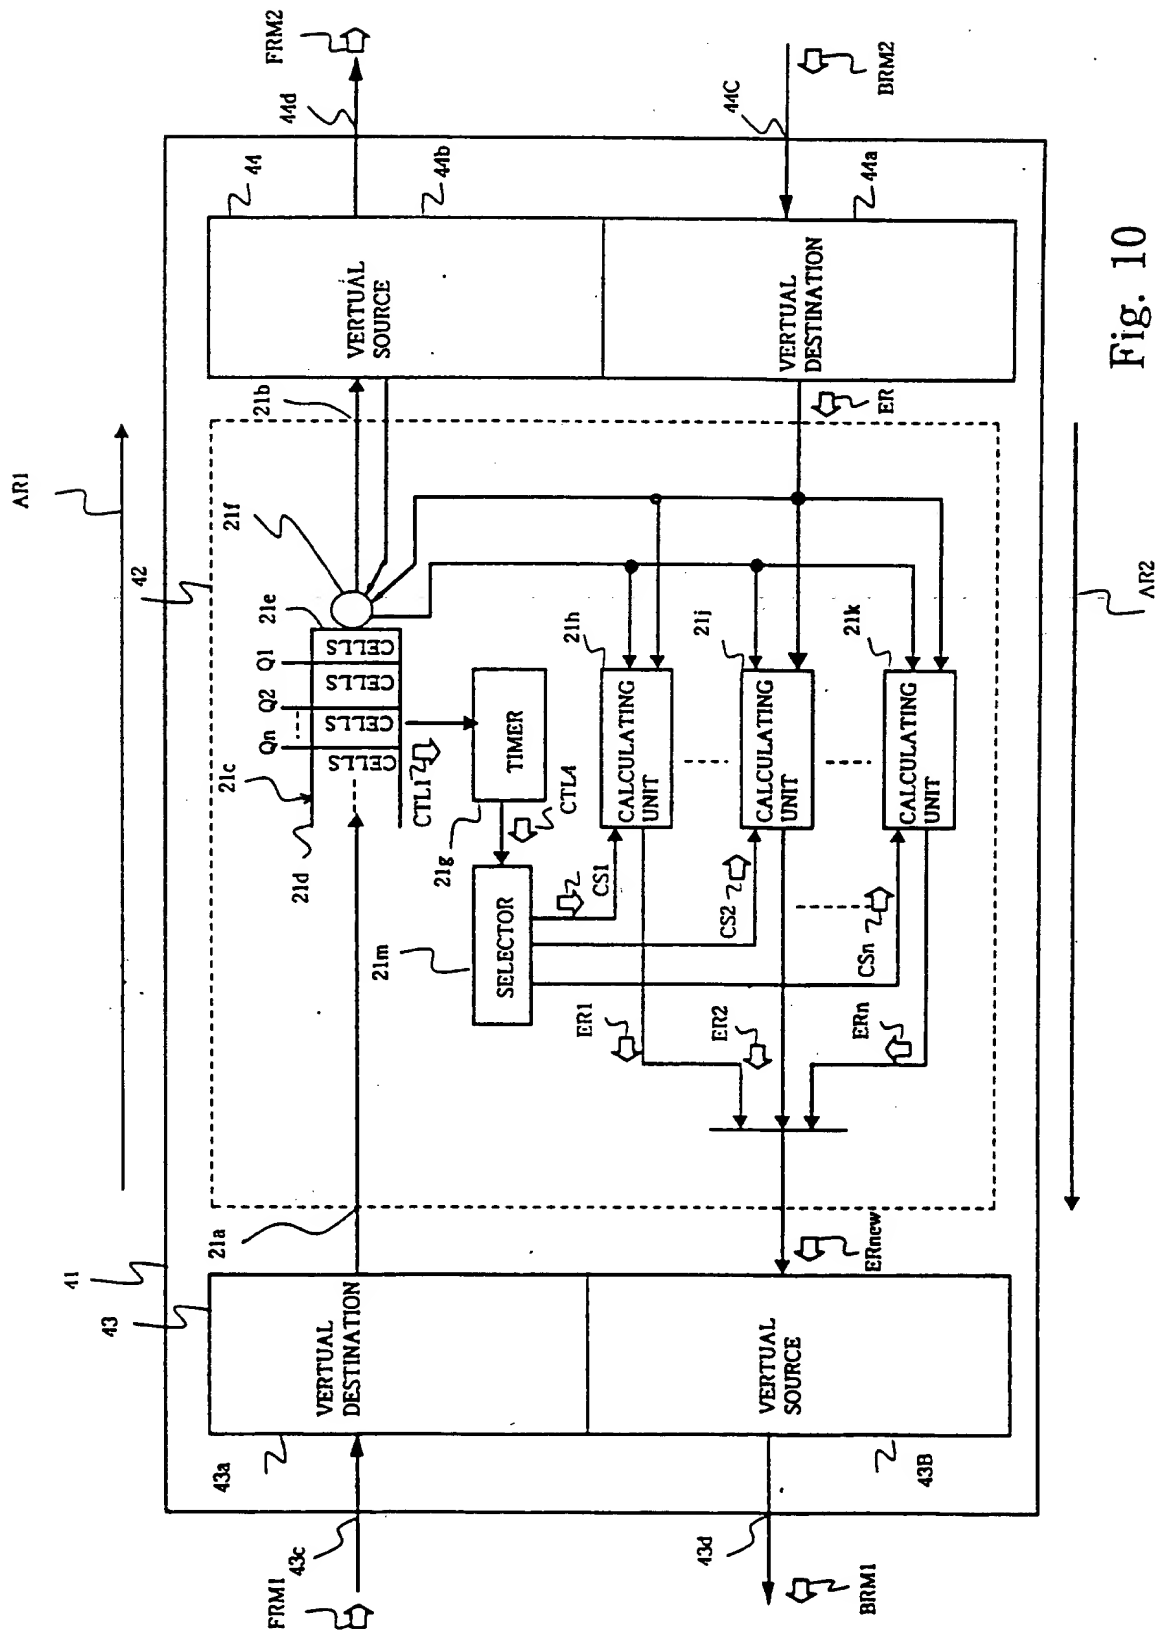 AR1
AR2
41
42
43
43a
VERTUAL
DESTINATION
VERTUAL
SOURCE
43B
43c
FRM1
43d
BRM1
44
44b
VERTUAL
SOURCE
VERTUAL
DESTINATION
44a
44d
FRM2
44C
BRM2
21a
21b
21c
21d
21e
21f
Qn
Q2
Q1
CELLS
CELLS
CELLS
CELLS
CTL1
TIMER
21g
CTL4
SELECTOR
21m
CS1
CS2
CSn
21h
CALCULATING
UNIT
21j
CALCULATING
UNIT
21k
CALCULATING
UNIT
ER
ER1
ER2
ERn
ERnew
Fig. 10